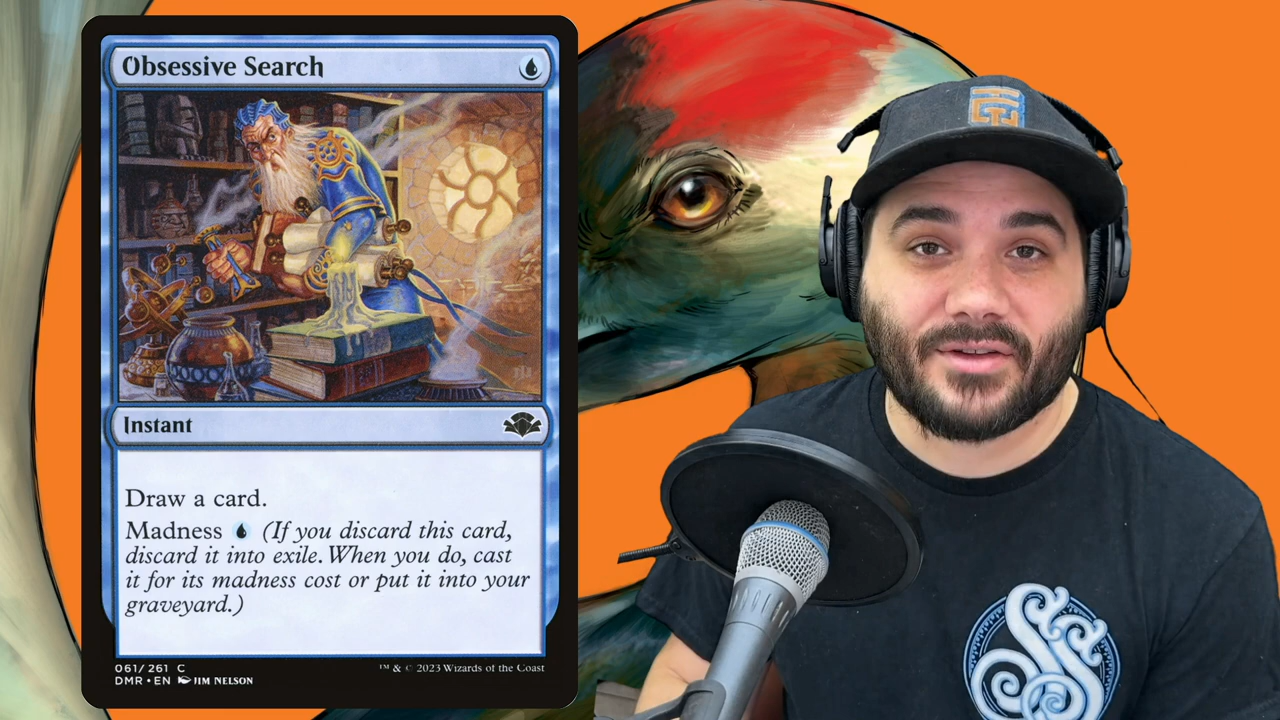 Obsessive Search
Instant
Draw a card.
Madness (If you discard this card,
discard it into exile. When you do, cast
it for its madness cost or put it into your
graveyard.)
061/261 C
DMR • EN JIM NELSON
™ & © 2023 Wizards of the Coast